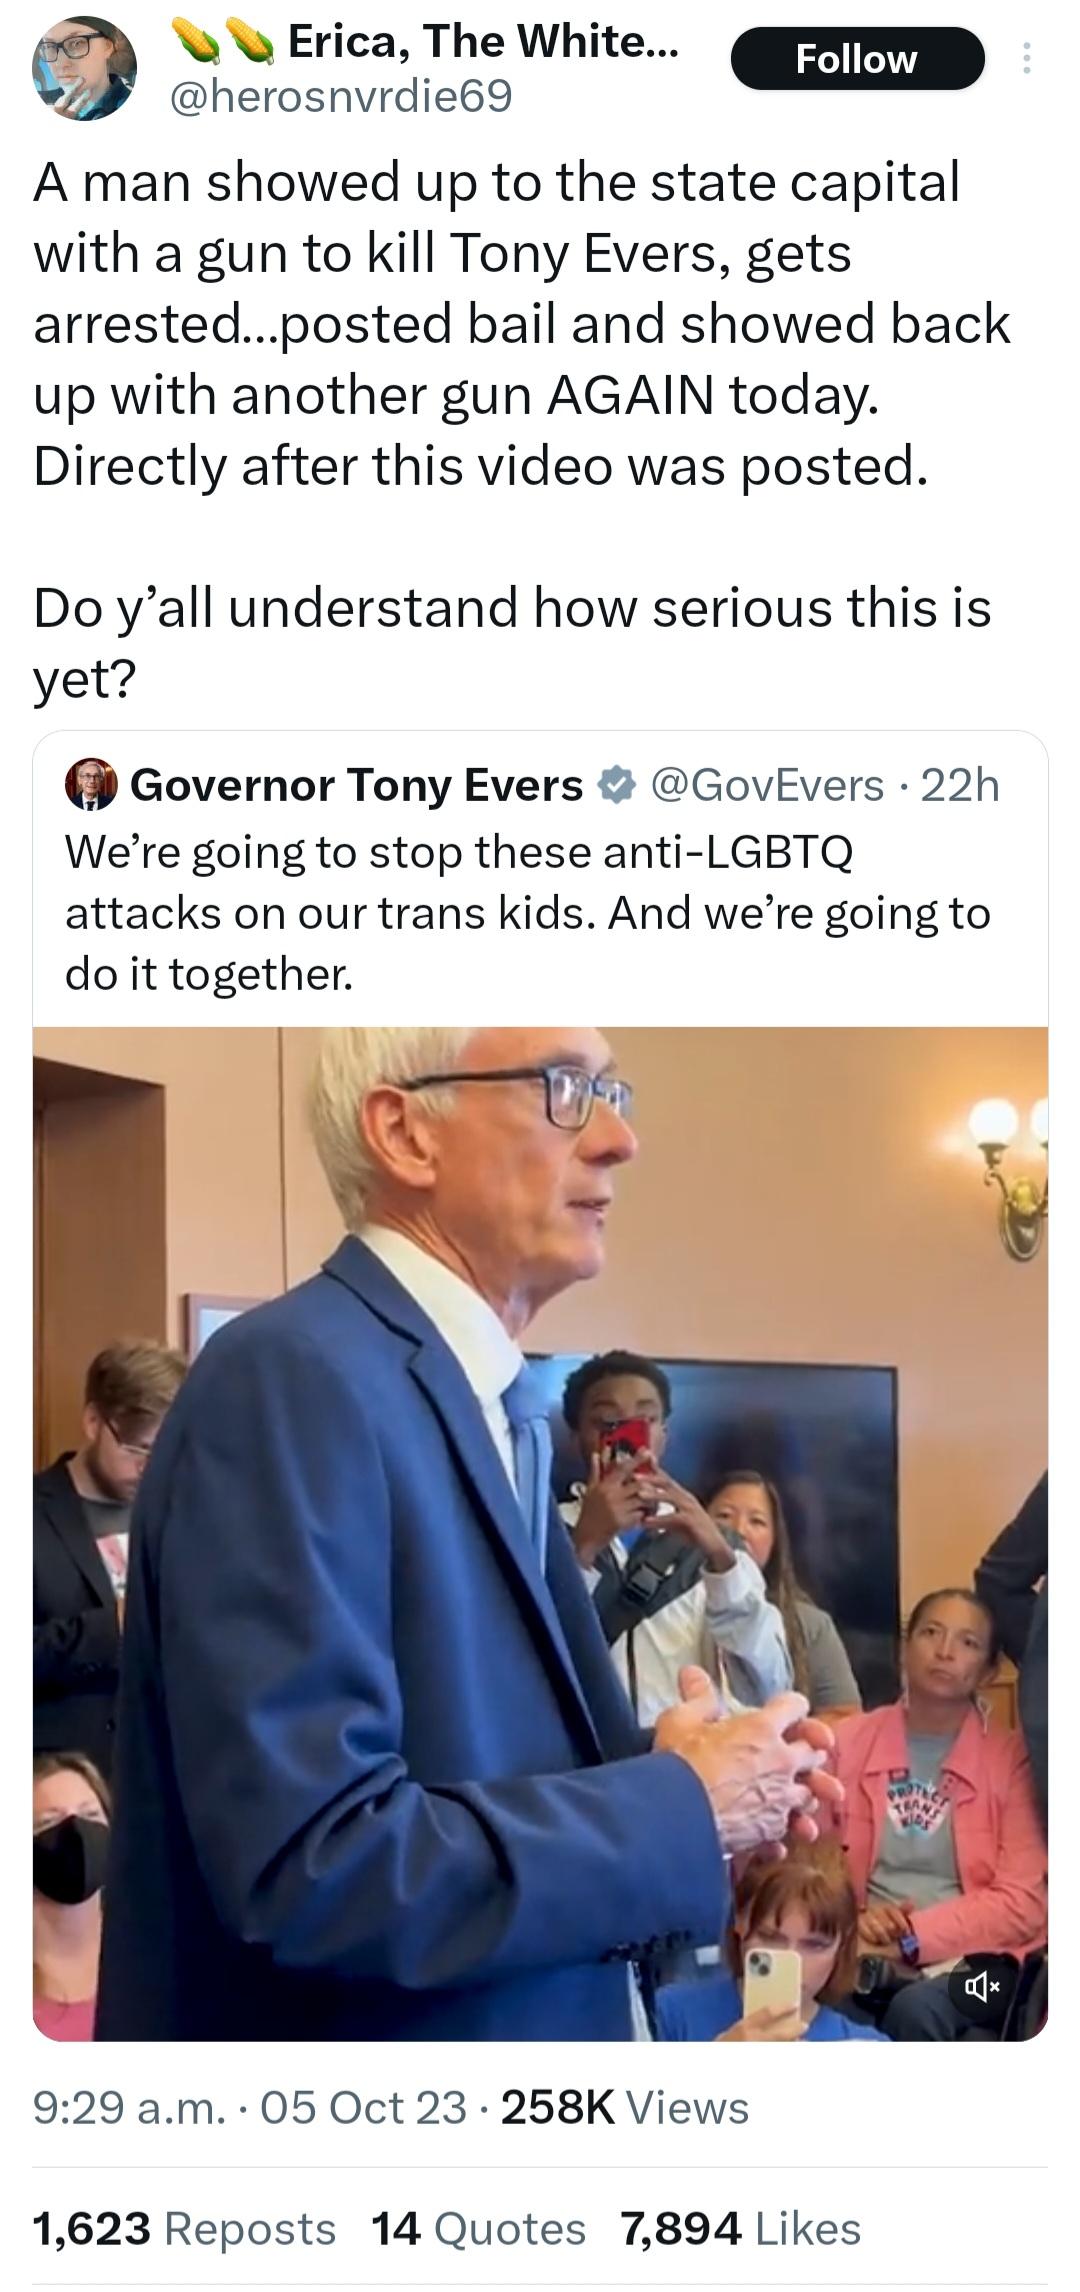 🌽🌽 Erica, The White...
Follow
@herosnvrdie69
A man showed up to the state capital
with a gun to kill Tony Evers, gets
arrested...posted bail and showed back
up with another gun AGAIN today.
Directly after this video was posted.
Do y’all understand how serious this is
yet?
Governor Tony Evers @GovEvers · 22h
We’re going to stop these anti-LGBTQ
attacks on our trans kids. And we’re going to
do it together.
PROTECT
TRANS
KIDS
9:29 a.m. · 05 Oct 23 · 258K Views
1,623 Reposts 14 Quotes 7,894 Likes